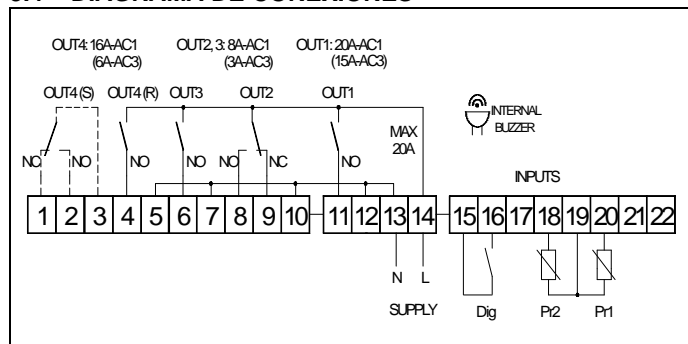 OUT4: 16A-AC1 OUT2, 3: 8A-AC1 OUT1: 20A-AC1
(6A-AC3) (3A-AC3) (15A-AC3)
OUT4(S) OUT4(R) OUT3 OUT2 OUT1
INTERNAL
BUZZER
MAX
20A
NC NO NO NO NO NC NO
INPUTS
1 2 3 4 5 6 7 8 9 10 11 12 13 14 15 16 17 18 19 20 21 22
N L
SUPPLY Dig Pr2 Pr1